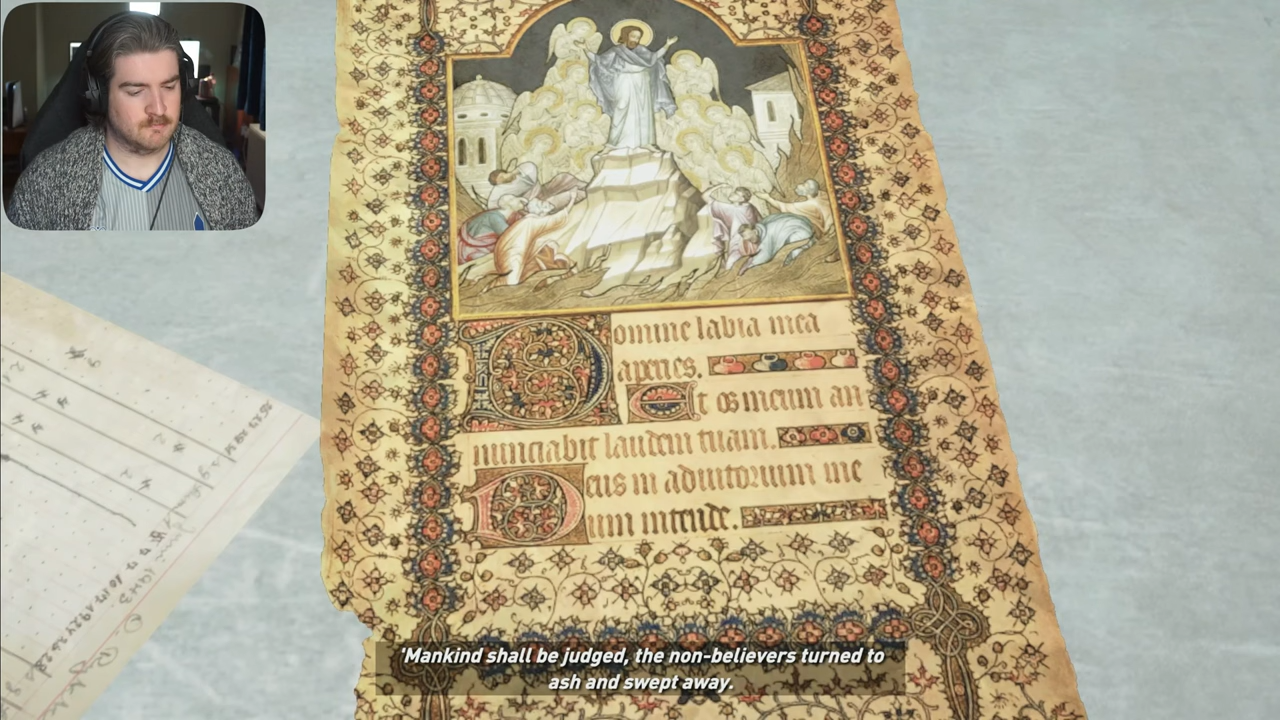 Domine labia mea
aperies.
Et os meum an
nunciabit laudem tuam.
Deus in adiutorium me
um intende.
'Mankind shall be judged, the non-believers turned to
ash and swept away.